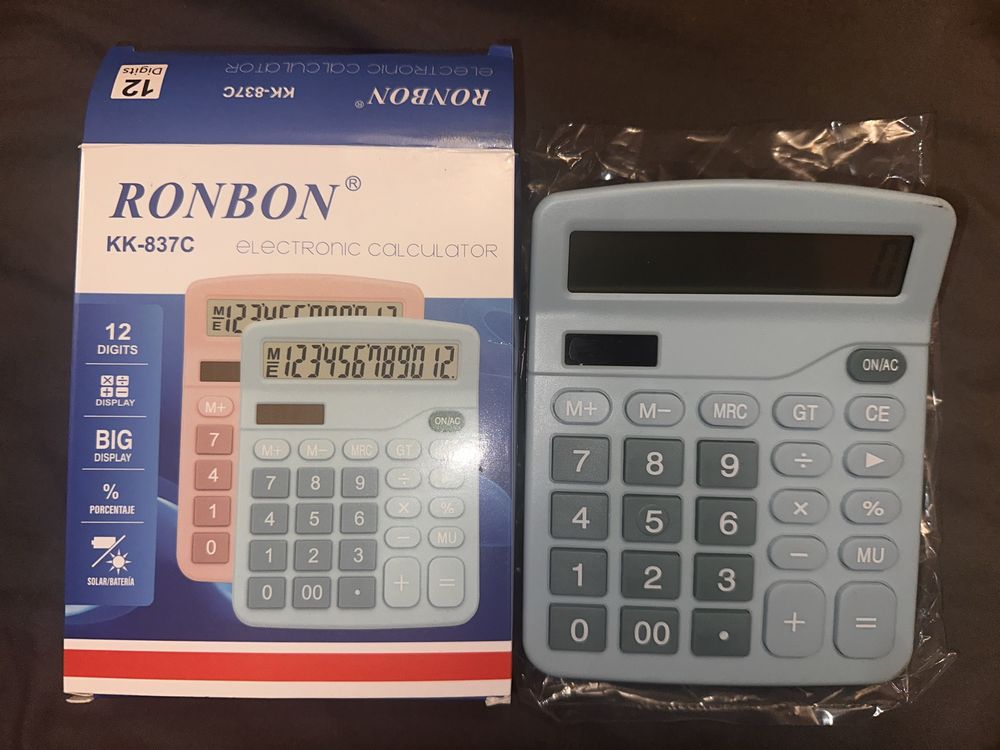 12
Digits
ELECTRONIC CALCULATOR
KK-837C
RONBON®
RONBON®
KK-837C
ELECTRONIC CALCULATOR
12
DIGITS
DISPLAY
BIG
DISPLAY
%
PORCENTAJE
SOLAR/BATERÍA
M+
7
4
1
0
M
E
123456789012.
ON/AC
M+ M− MRC GT
7 8 9 ÷
4 5 6 × %
1 2 3 − MU
0 00 . + =
0
ON/AC
M+ M− MRC GT CE
7 8 9 ÷ ▶
4 5 6 × %
1 2 3 − MU
0 00 . + =